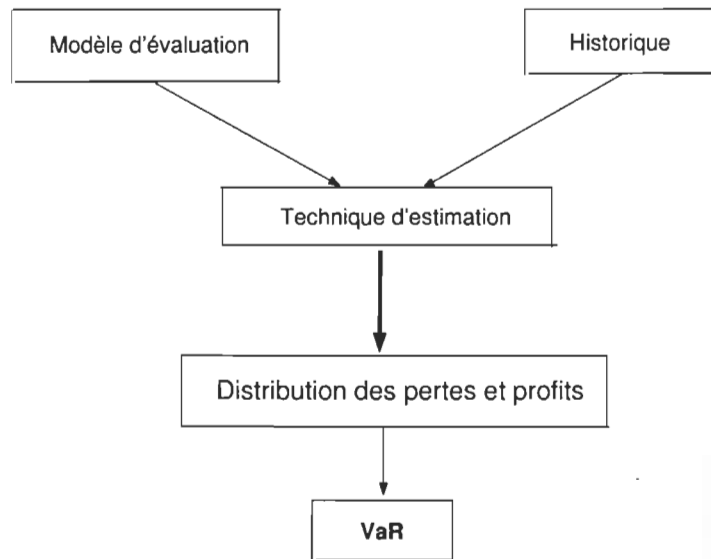 Modèle d'évaluation
Historique
Technique d'estimation
Distribution des pertes et profits
VaR